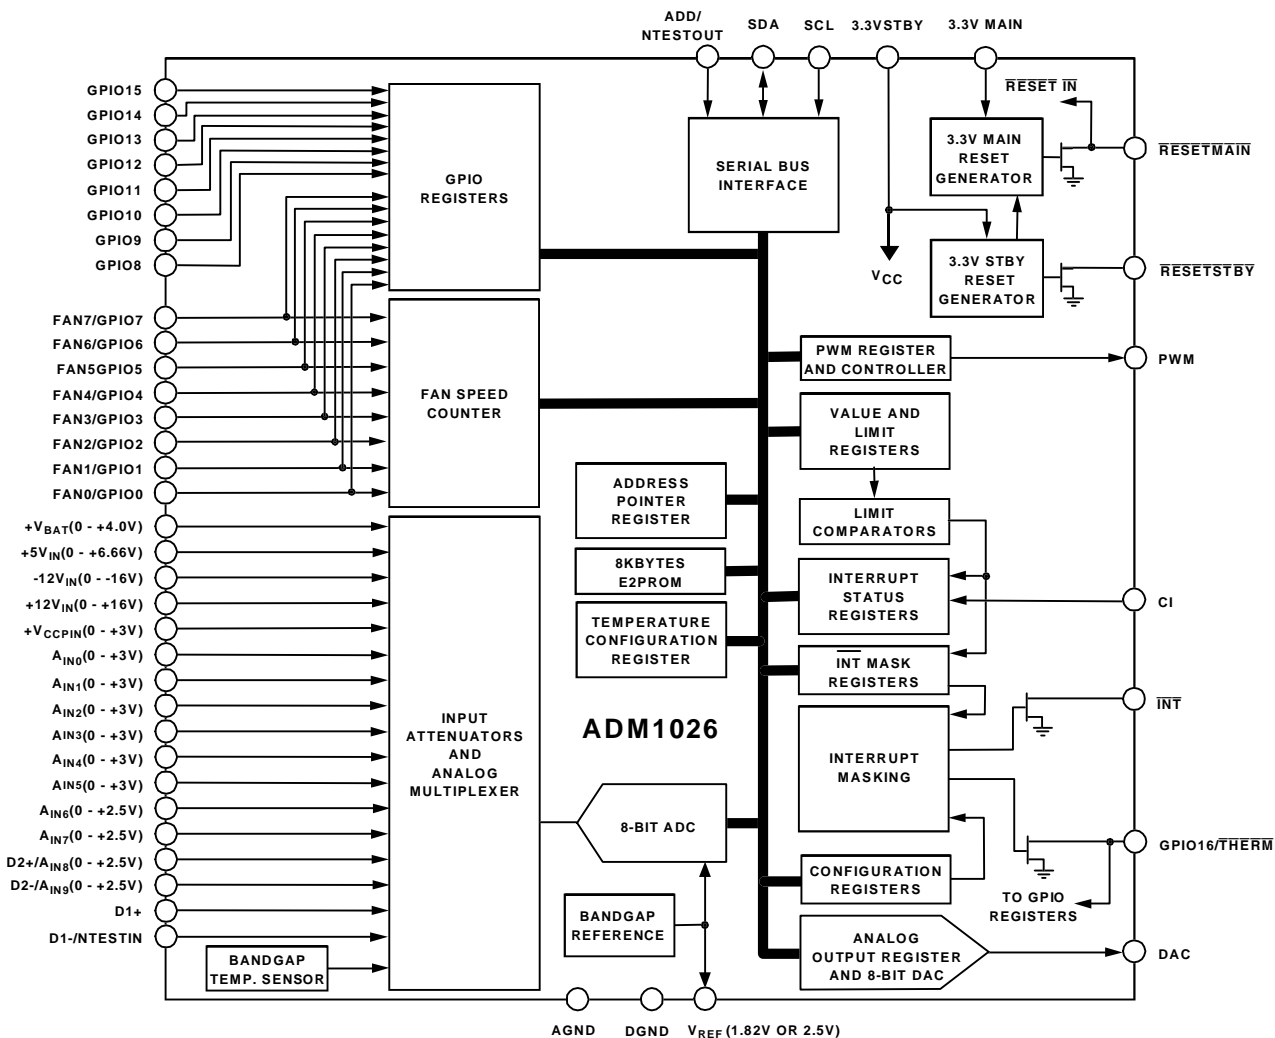 ADD/
NTESTOUT
SDA
SCL
3.3VSTBY
3.3V MAIN
GPIO15
GPIO14
GPIO13
GPIO12
GPIO11
GPIO10
GPIO9
GPIO8
FAN7/GPIO7
FAN6/GPIO6
FAN5GPIO5
FAN4/GPIO4
FAN3/GPIO3
FAN2/GPIO2
FAN1/GPIO1
FAN0/GPIO0
+VBAT(0 - +4.0V)
+5VIN(0 - +6.66V)
-12VIN(0 - -16V)
+12VIN(0 - +16V)
+VCCPIN(0 - +3V)
AIN0(0 - +3V)
AIN1(0 - +3V)
AIN2(0 - +3V)
AIN3(0 - +3V)
AIN4(0 - +3V)
AIN5(0 - +3V)
AIN6(0 - +2.5V)
AIN7(0 - +2.5V)
D2+/AIN8(0 - +2.5V)
D2-/AIN9(0 - +2.5V)
D1+
D1-/NTESTIN
GPIO
REGISTERS
FAN SPEED
COUNTER
INPUT
ATTENUATORS
AND
ANALOG
MULTIPLEXER
BANDGAP
TEMP. SENSOR
SERIAL BUS
INTERFACE
ADDRESS
POINTER
REGISTER
8KBYTES
E2PROM
TEMPERATURE
CONFIGURATION
REGISTER
ADM1026
8-BIT ADC
BANDGAP
REFERENCE
VCC
RESET IN
3.3V MAIN
RESET
GENERATOR
3.3V STBY
RESET
GENERATOR
PWM REGISTER
AND CONTROLLER
VALUE AND
LIMIT
REGISTERS
LIMIT
COMPARATORS
INTERRUPT
STATUS
REGISTERS
INT MASK
REGISTERS
INTERRUPT
MASKING
CONFIGURATION
REGISTERS
TO GPIO
REGISTERS
ANALOG
OUTPUT REGISTER
AND 8-BIT DAC
RESETMAIN
RESETSTBY
PWM
CI
INT
GPIO16/THERM
DAC
AGND
DGND
VREF (1.82V OR 2.5V)